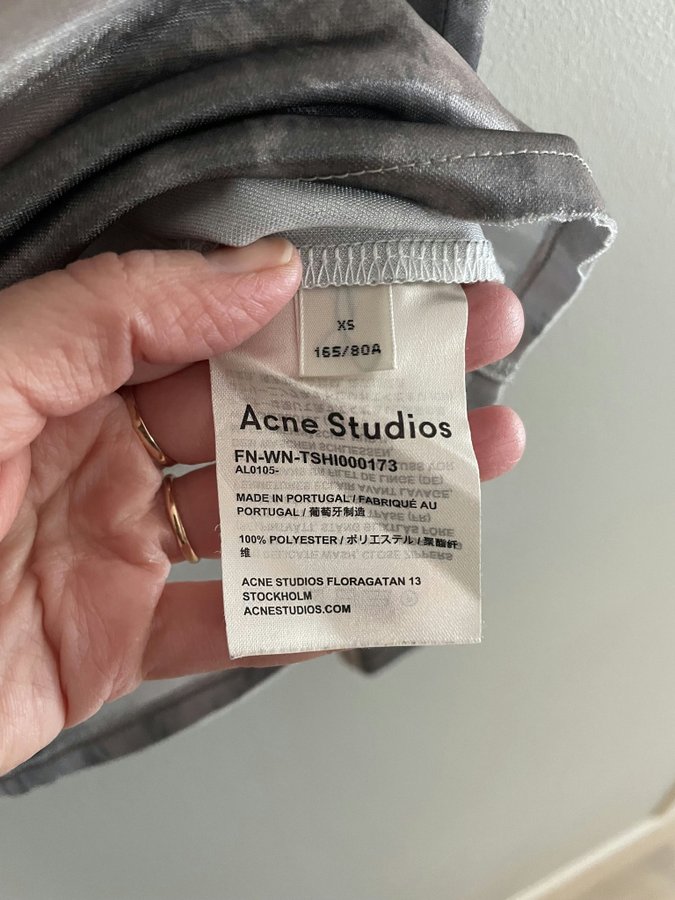 XS
165/80A
Acne Studios
FN-WN-TSHI000173
AL0105-
MADE IN PORTUGAL / FABRIQUÉ AU
PORTUGAL / 葡萄牙制造
100% POLYESTER / ポリエステル / 聚酯纤
维
ACNE STUDIOS FLORAGATAN 13
STOCKHOLM
ACNESTUDIOS.COM